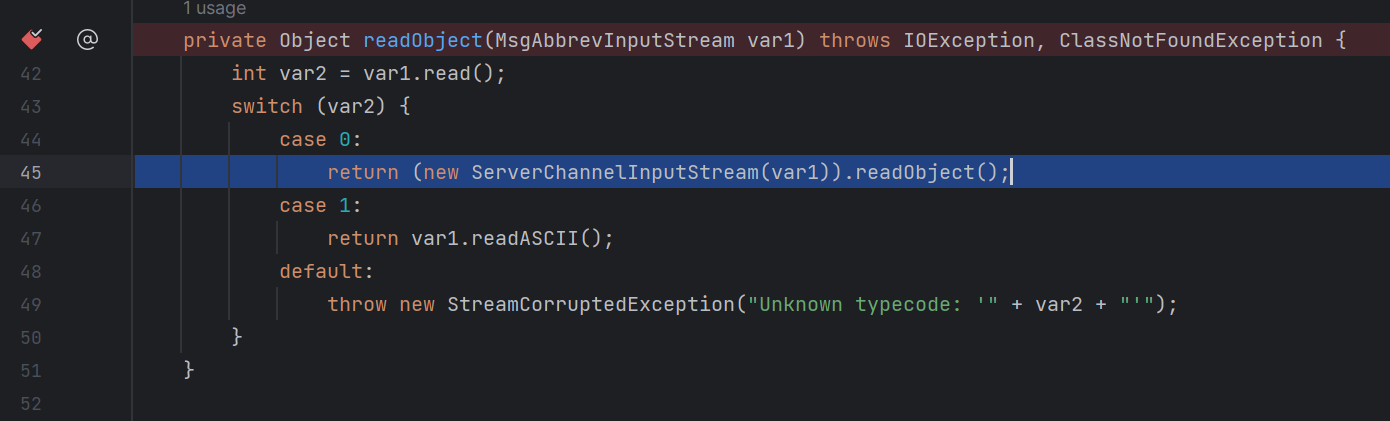 1 usage
@ private Object readObject(MsgAbbrevInputStream var1) throws IOException, ClassNotFoundException {
42 int var2 = var1.read();
43 switch (var2) {
44 case 0:
45 return (new ServerChannelInputStream(var1)).readObject();
46 case 1:
47 return var1.readASCII();
48 default:
49 throw new StreamCorruptedException("Unknown typecode: '" + var2 + "'");
50 }
51 }
52